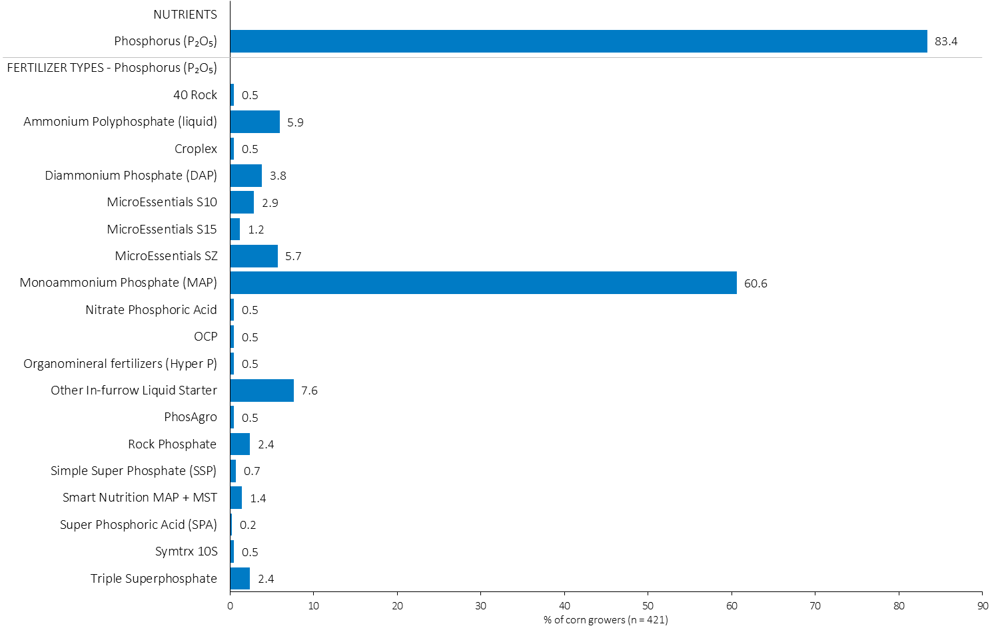 NUTRIENTS
Phosphorus (P₂O₅) 83.4
FERTILIZER TYPES - Phosphorus (P₂O₅)
40 Rock 0.5
Ammonium Polyphosphate (liquid) 5.9
Croplex 0.5
Diammonium Phosphate (DAP) 3.8
MicroEssentials S10 2.9
MicroEssentials S15 1.2
MicroEssentials SZ 5.7
Monoammonium Phosphate (MAP) 60.6
Nitrate Phosphoric Acid 0.5
OCP 0.5
Organomineral fertilizers (Hyper P) 0.5
Other In-furrow Liquid Starter 7.6
PhosAgro 0.5
Rock Phosphate 2.4
Simple Super Phosphate (SSP) 0.7
Smart Nutrition MAP + MST 1.4
Super Phosphoric Acid (SPA) 0.2
Symtrx 10S 0.5
Triple Superphosphate 2.4
0 10 20 30 40 50 60 70 80 90
% of corn growers (n = 421)